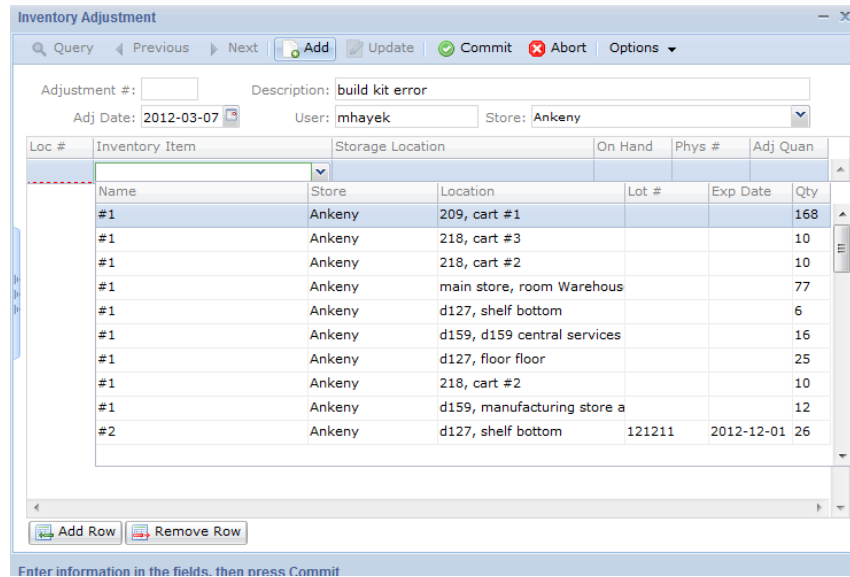 Inventory Adjustment
Query Previous Next Add Update Commit Abort Options
Adjustment #: Description: build kit error
Adj Date: 2012-03-07 User: mhayek Store: Ankeny
Loc # Inventory Item Storage Location On Hand Phys # Adj Quan
Name Store Location Lot # Exp Date Qty
#1 Ankeny 209, cart #1 168
#1 Ankeny 218, cart #3 10
#1 Ankeny 218, cart #2 10
#1 Ankeny main store, room Warehous 77
#1 Ankeny d127, shelf bottom 6
#1 Ankeny d159, d159 central services 16
#1 Ankeny d127, floor floor 25
#1 Ankeny 218, cart #2 10
#1 Ankeny d159, manufacturing store a 12
#2 Ankeny d127, shelf bottom 121211 2012-12-01 26
Add Row Remove Row
Enter information in the fields, then press Commit